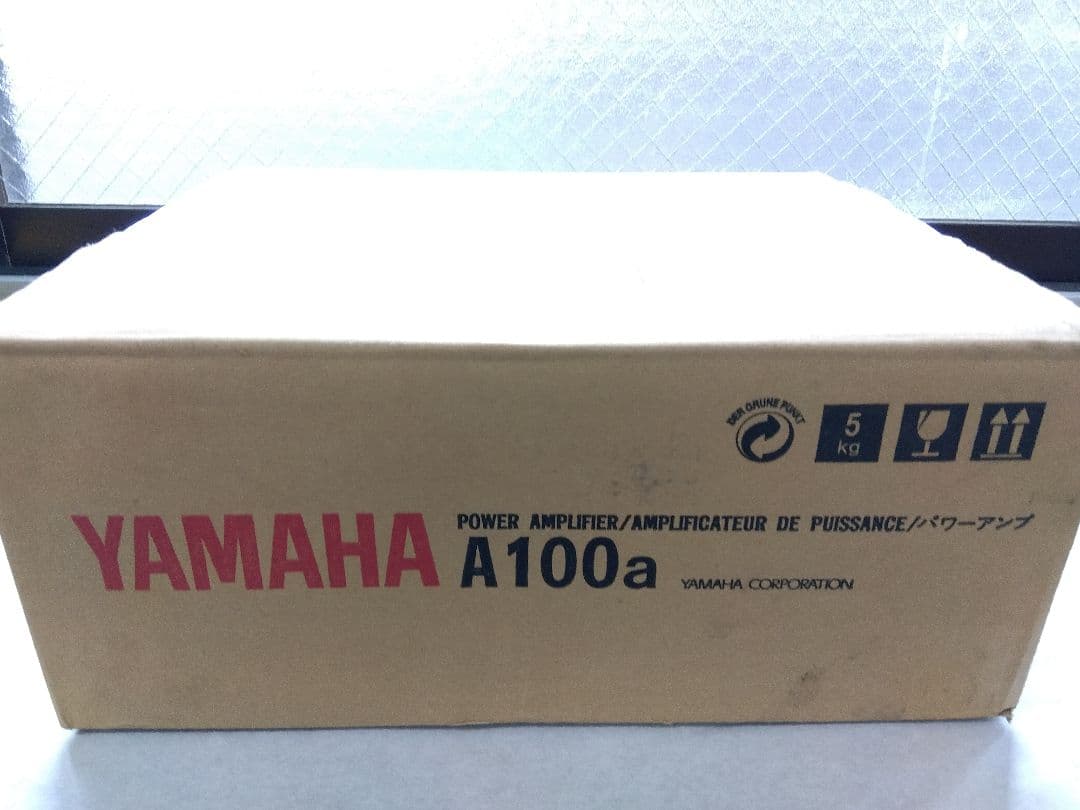 DER GRÜNE PUNKT
5
kg
YAMAHA
POWER AMPLIFIER/AMPLIFICATEUR DE PUISSANCE/パワーアンプ
A100a
YAMAHA CORPORATION